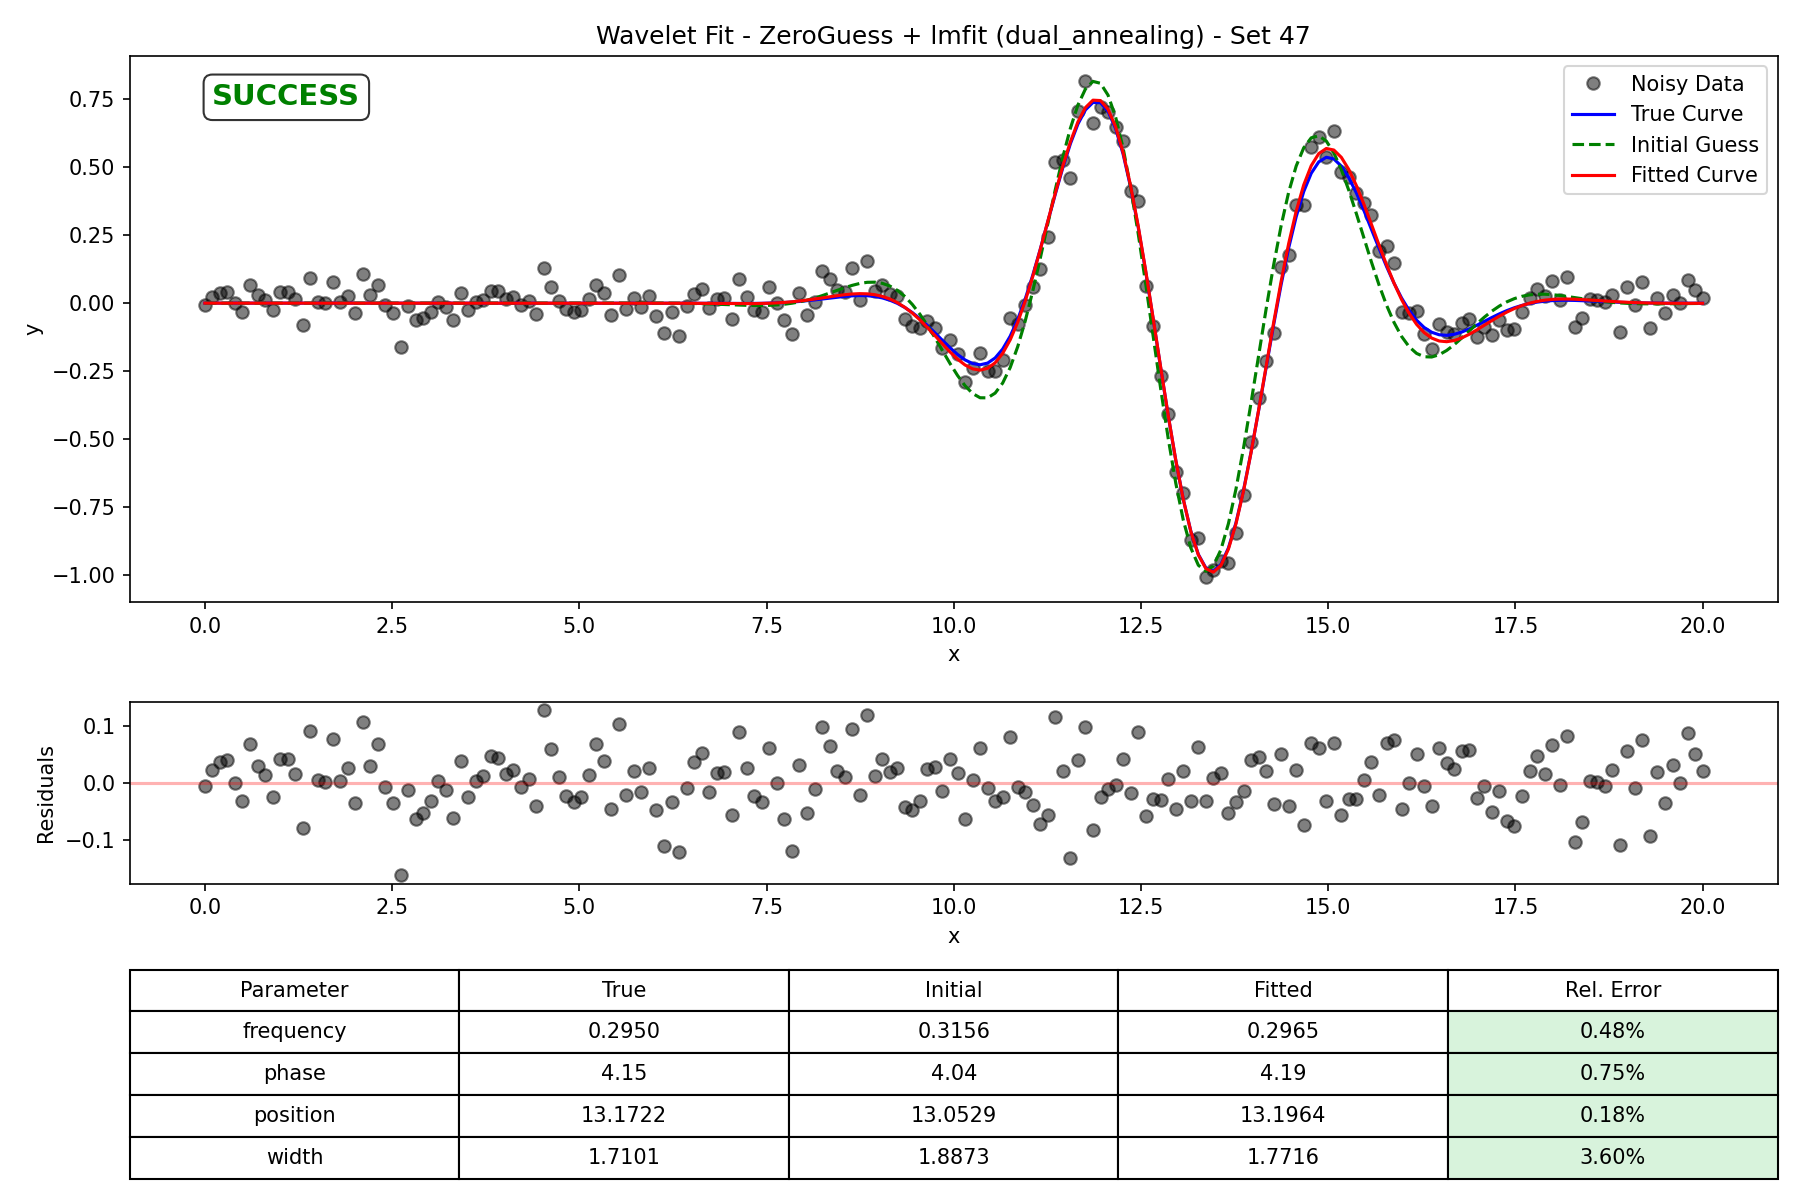 Wavelet Fit - ZeroGuess + lmfit (dual_annealing) - Set 47
SUCCESS
Noisy Data
True Curve
Initial Guess
Fitted Curve
0.75
0.50
0.25
0.00
−0.25
−0.50
−0.75
−1.00
y
0.0 2.5 5.0 7.5 10.0 12.5 15.0 17.5 20.0
x
0.1
0.0
−0.1
Residuals
0.0 2.5 5.0 7.5 10.0 12.5 15.0 17.5 20.0
x
Parameter True Initial Fitted Rel. Error
frequency 0.2950 0.3156 0.2965 0.48%
phase 4.15 4.04 4.19 0.75%
position 13.1722 13.0529 13.1964 0.18%
width 1.7101 1.8873 1.7716 3.60%